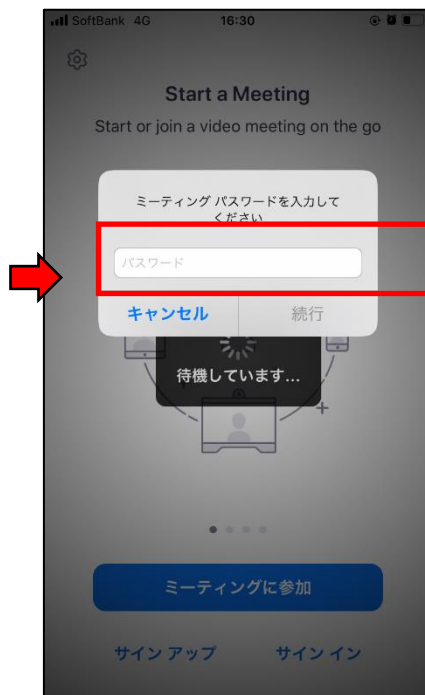 SoftBank 4G 16:30
Start a Meeting
Start or join a video meeting on the go
ミーティング パスワードを入力して
ください
パスワード
キャンセル 続行
待機しています...
ミーティングに参加
サイン アップ サイン イン